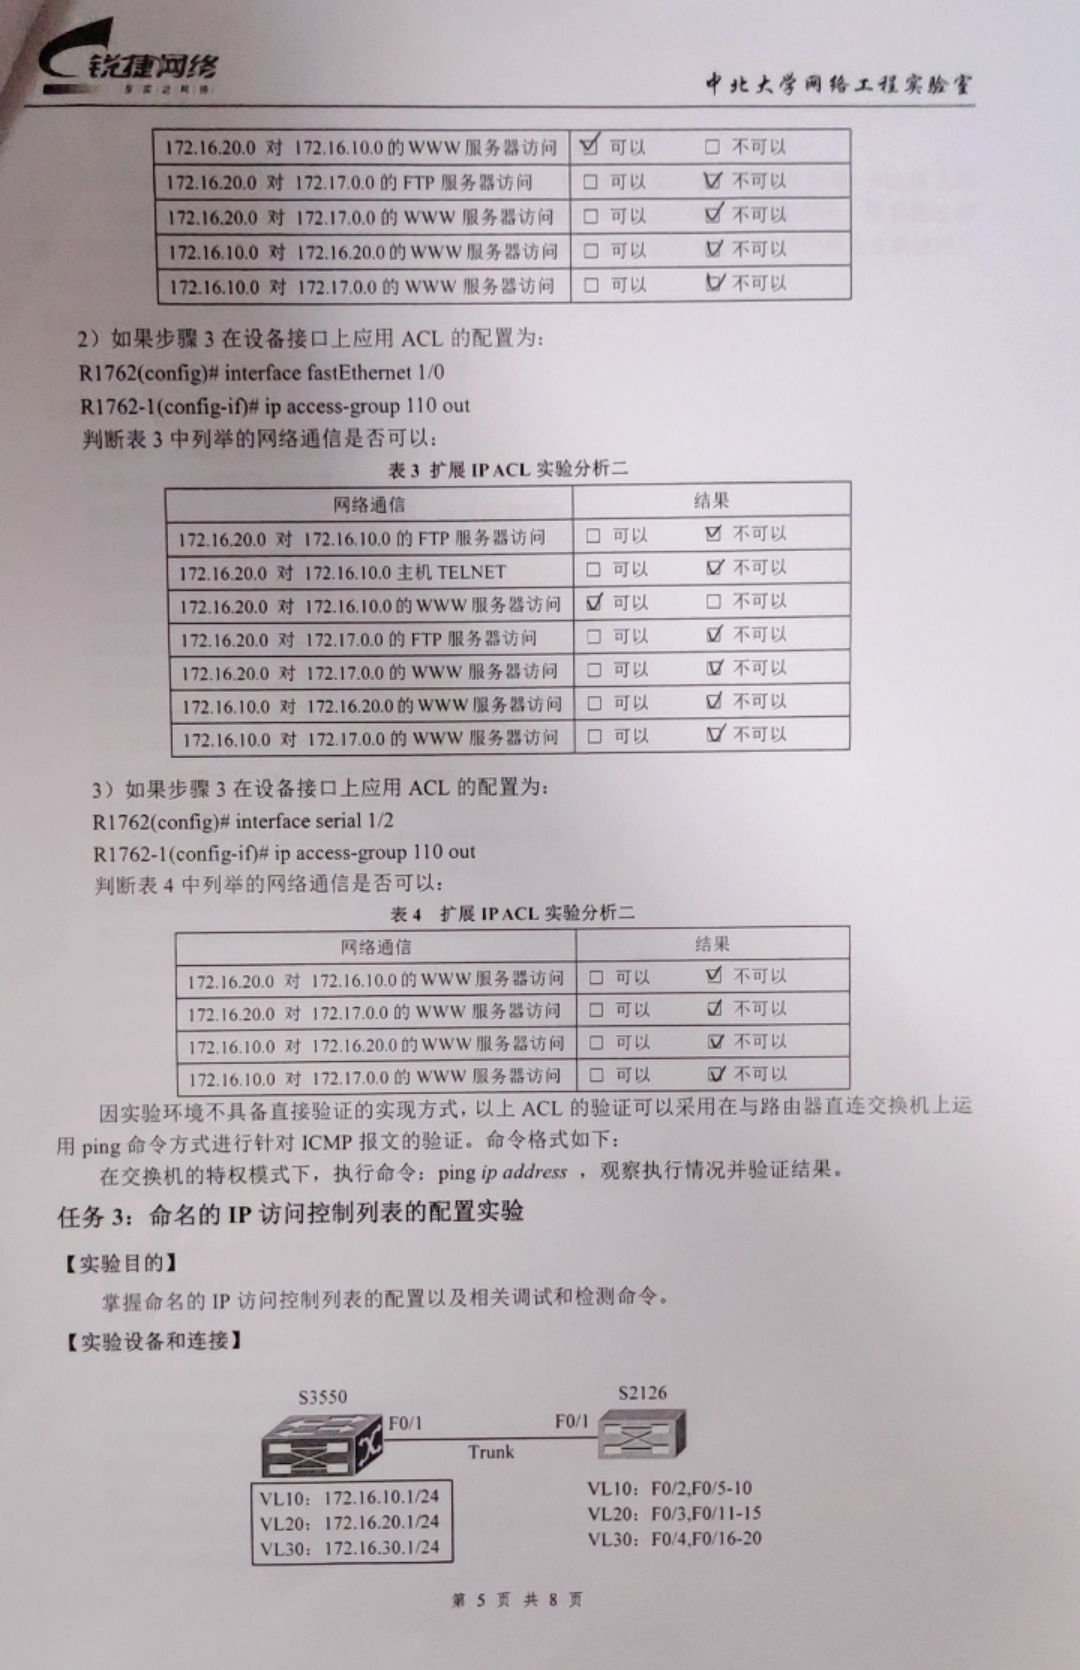 锐捷网络
中北大学网络工程实验室
172.16.20.0 对 172.16.10.0的WWW服务器访问 ☑ 可以 □ 不可以
172.16.20.0 对 172.17.0.0 的 FTP 服务器访问 □ 可以 ☑ 不可以
172.16.20.0 对 172.17.0.0 的 WWW 服务器访问 □ 可以 ☑ 不可以
172.16.10.0 对 172.16.20.0的WWW服务器访问 □ 可以 ☑ 不可以
172.16.10.0 对 172.17.0.0 的 WWW 服务器访问 □ 可以 ☑ 不可以
2）如果步骤 3 在设备接口上应用 ACL 的配置为：
R1762(config)# interface fastEthernet 1/0
R1762-1(config-if)# ip access-group 110 out
判断表 3 中列举的网络通信是否可以：
表 3 扩展 IP ACL 实验分析二
网络通信 结果
172.16.20.0 对 172.16.10.0 的 FTP 服务器访问 □ 可以 ☑ 不可以
172.16.20.0 对 172.16.10.0 主机 TELNET □ 可以 ☑ 不可以
172.16.20.0 对 172.16.10.0的WWW服务器访问 ☑ 可以 □ 不可以
172.16.20.0 对 172.17.0.0 的 FTP 服务器访问 □ 可以 ☑ 不可以
172.16.20.0 对 172.17.0.0 的 WWW 服务器访问 □ 可以 ☑ 不可以
172.16.10.0 对 172.16.20.0的WWW服务器访问 □ 可以 ☑ 不可以
172.16.10.0 对 172.17.0.0 的 WWW 服务器访问 □ 可以 ☑ 不可以
3）如果步骤 3 在设备接口上应用 ACL 的配置为：
R1762(config)# interface serial 1/2
R1762-1(config-if)# ip access-group 110 out
判断表 4 中列举的网络通信是否可以：
表 4 扩展 IP ACL 实验分析二
网络通信 结果
172.16.20.0 对 172.16.10.0的WWW服务器访问 □ 可以 ☑ 不可以
172.16.20.0 对 172.17.0.0 的 WWW 服务器访问 □ 可以 ☑ 不可以
172.16.10.0 对 172.16.20.0的WWW服务器访问 □ 可以 ☑ 不可以
172.16.10.0 对 172.17.0.0 的 WWW 服务器访问 □ 可以 ☑ 不可以
因实验环境不具备直接验证的实现方式，以上 ACL 的验证可以采用在与路由器直连交换机上运
用 ping 命令方式进行针对 ICMP 报文的验证。命令格式如下：
在交换机的特权模式下，执行命令：ping ip address ，观察执行情况并验证结果。
任务 3：命名的 IP 访问控制列表的配置实验
【实验目的】
掌握命名的 IP 访问控制列表的配置以及相关调试和检测命令。
【实验设备和连接】
S3550 S2126
F0/1 F0/1
Trunk
VL10：172.16.10.1/24
VL20：172.16.20.1/24
VL30：172.16.30.1/24
VL10：F0/2,F0/5-10
VL20：F0/3,F0/11-15
VL30：F0/4,F0/16-20
第 5 页 共 8 页